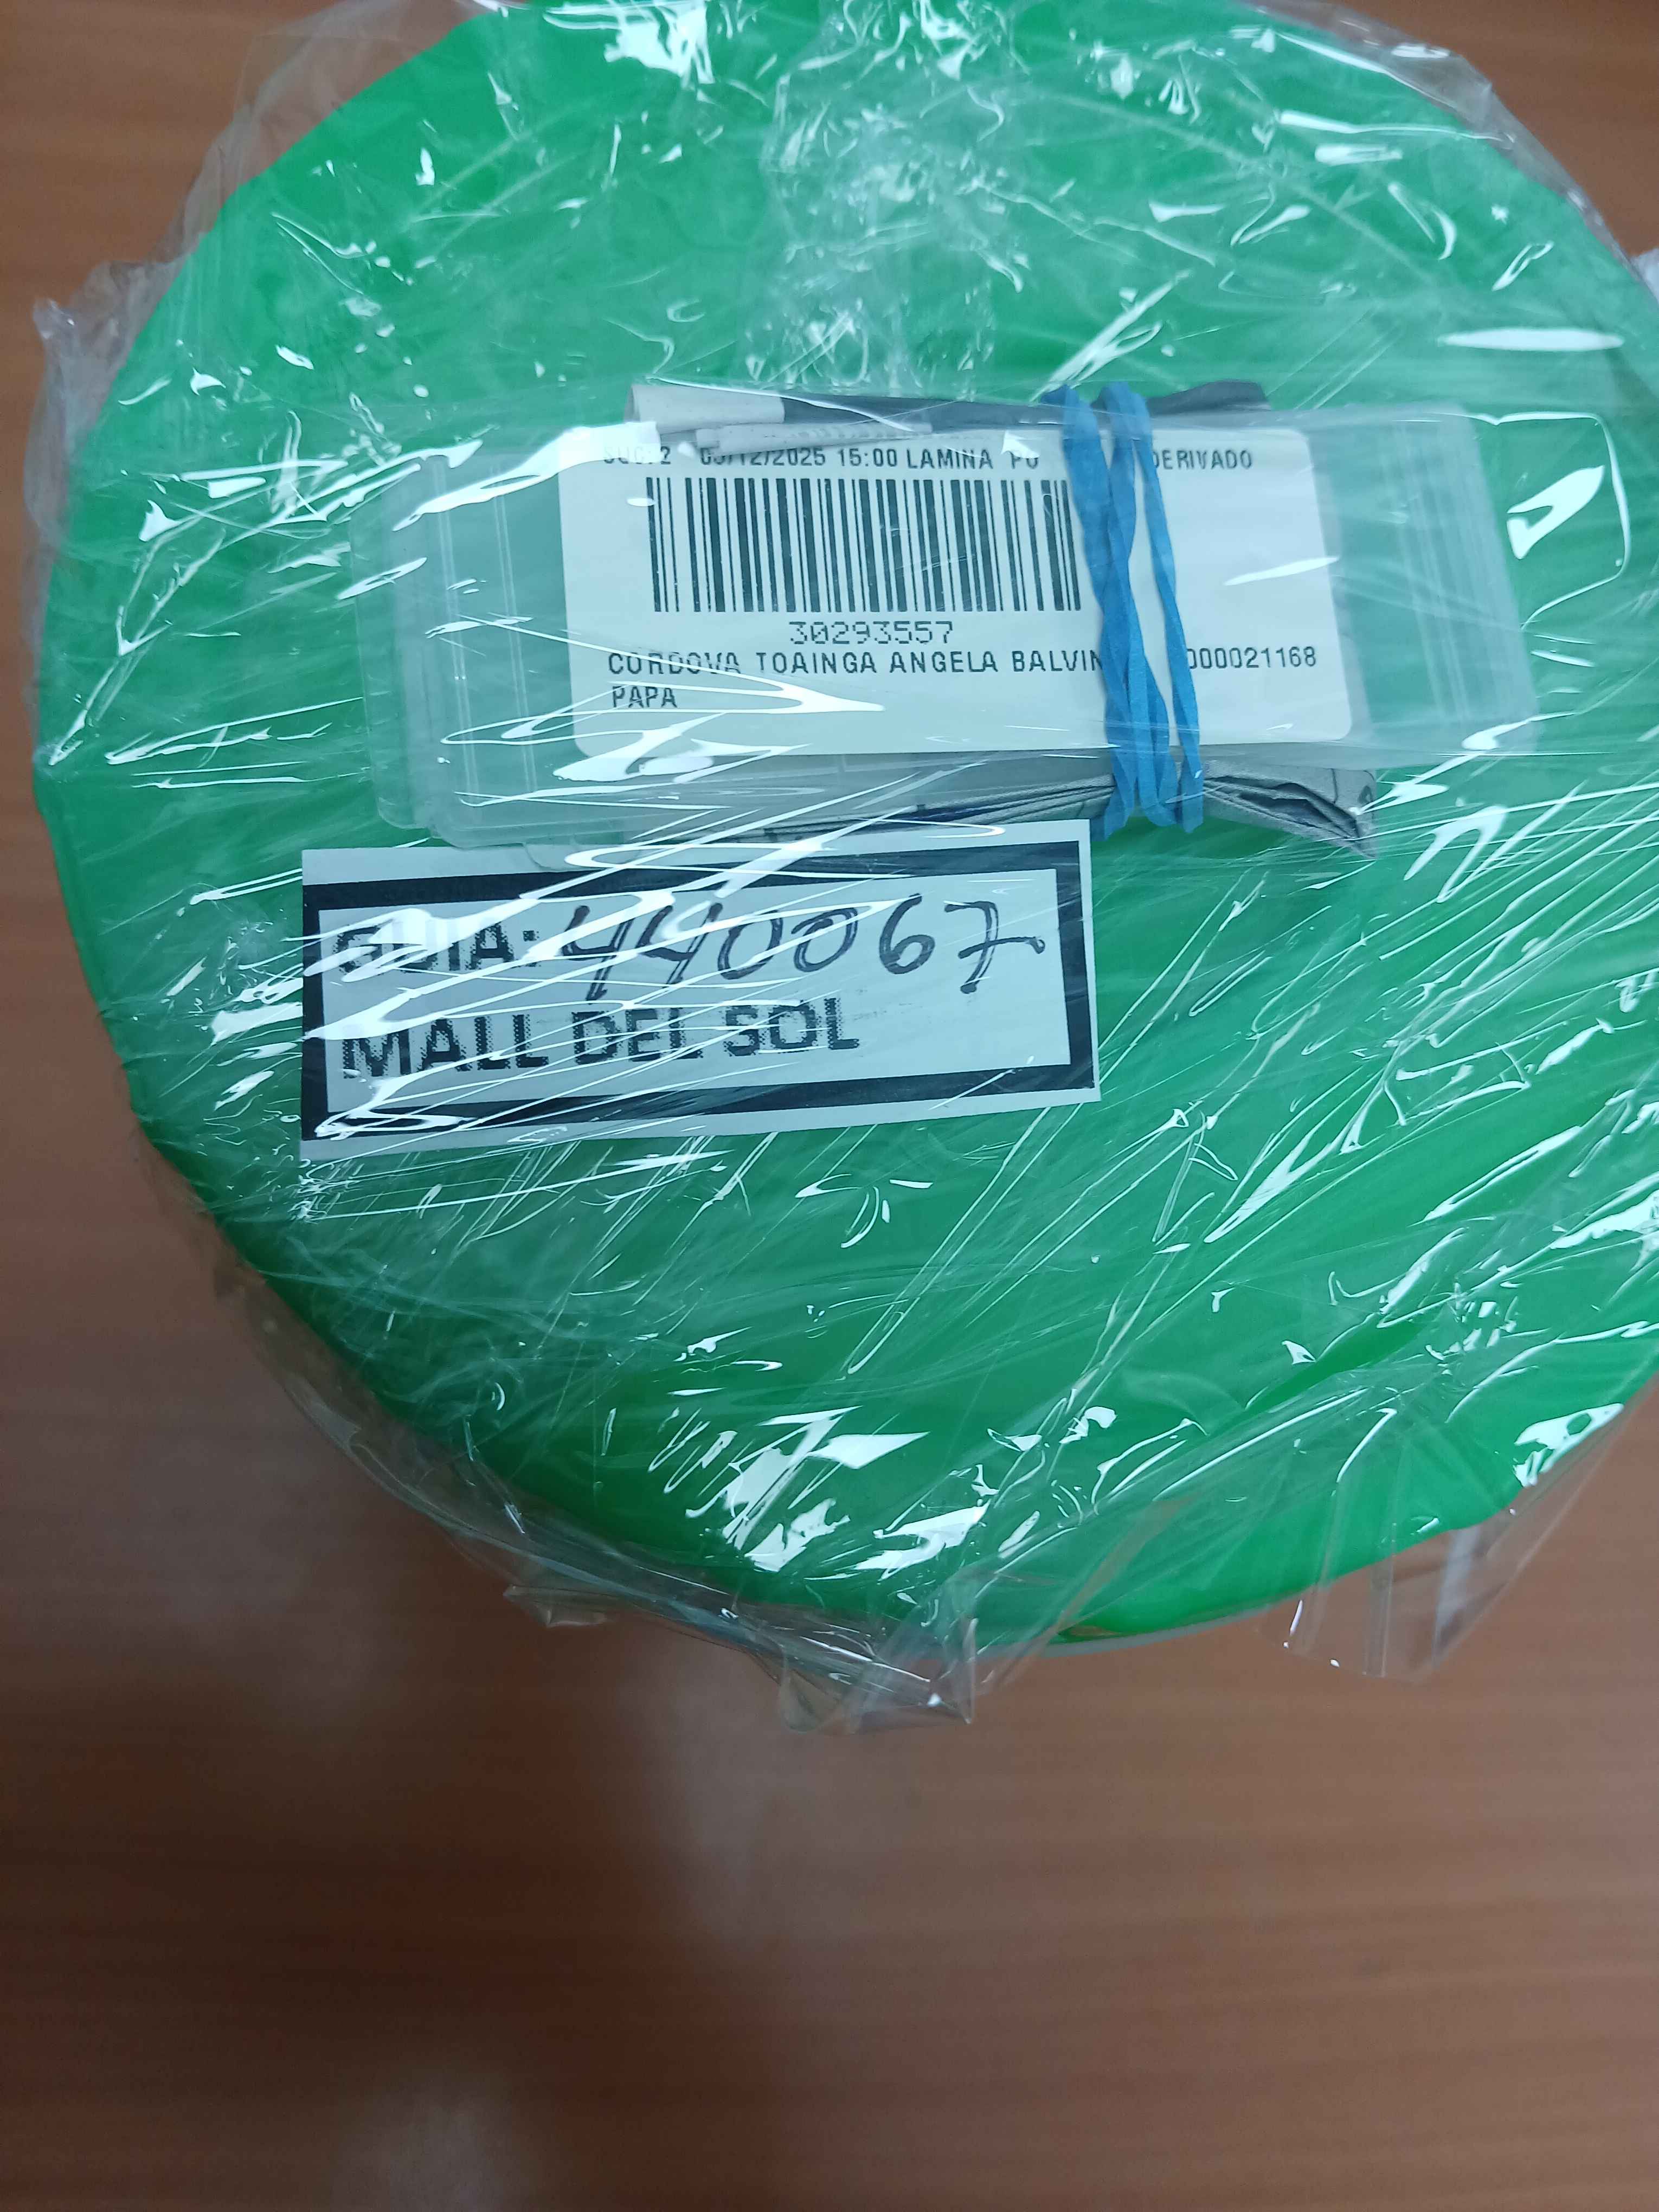 12/2025 15:00 LAMINA PU DERIVADO
30293557
CORDOVA TOAINGA ANGELA BALVIN 000021168
PAPA
GUIA: 440067
MALL DEL SOL